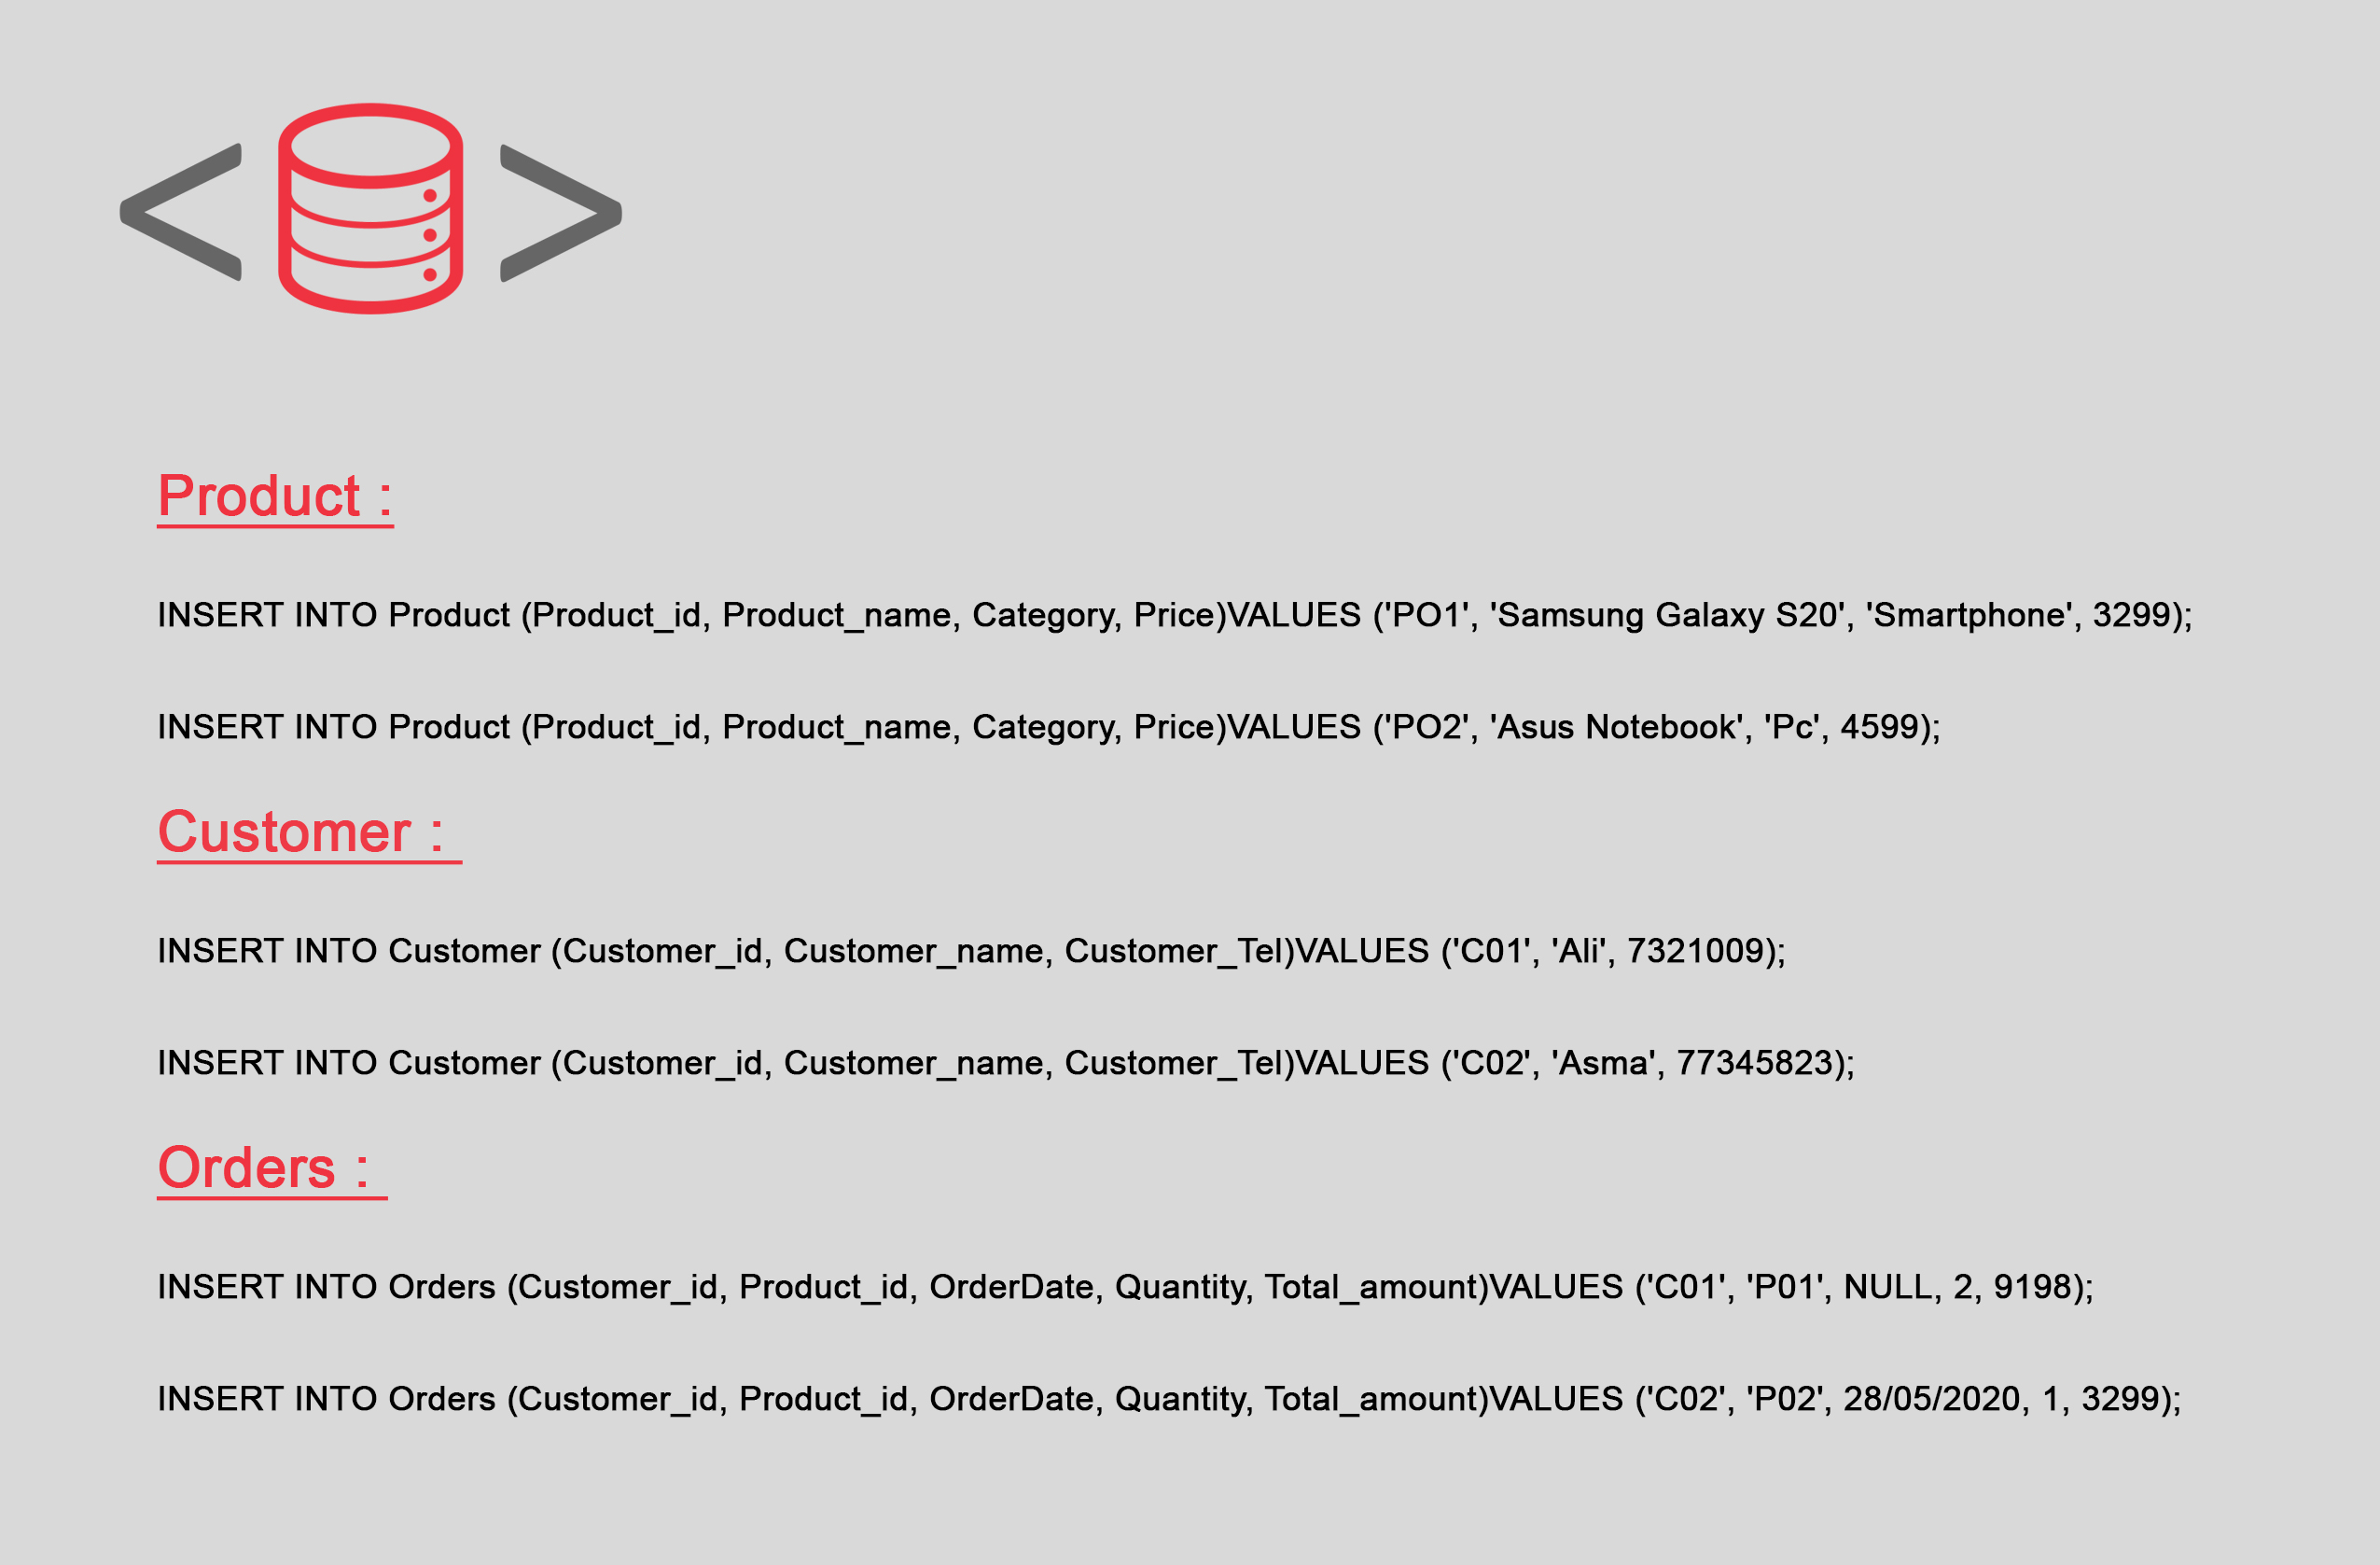 Product :
INSERT INTO Product (Product_id, Product_name, Category, Price)VALUES ('PO1', 'Samsung Galaxy S20', 'Smartphone', 3299);
INSERT INTO Product (Product_id, Product_name, Category, Price)VALUES ('PO2', 'Asus Notebook', 'Pc', 4599);
Customer :
INSERT INTO Customer (Customer_id, Customer_name, Customer_Tel)VALUES ('C01', 'Ali', 7321009);
INSERT INTO Customer (Customer_id, Customer_name, Customer_Tel)VALUES ('C02', 'Asma', 77345823);
Orders :
INSERT INTO Orders (Customer_id, Product_id, OrderDate, Quantity, Total_amount)VALUES ('C01', 'P01', NULL, 2, 9198);
INSERT INTO Orders (Customer_id, Product_id, OrderDate, Quantity, Total_amount)VALUES ('C02', 'P02', 28/05/2020, 1, 3299);